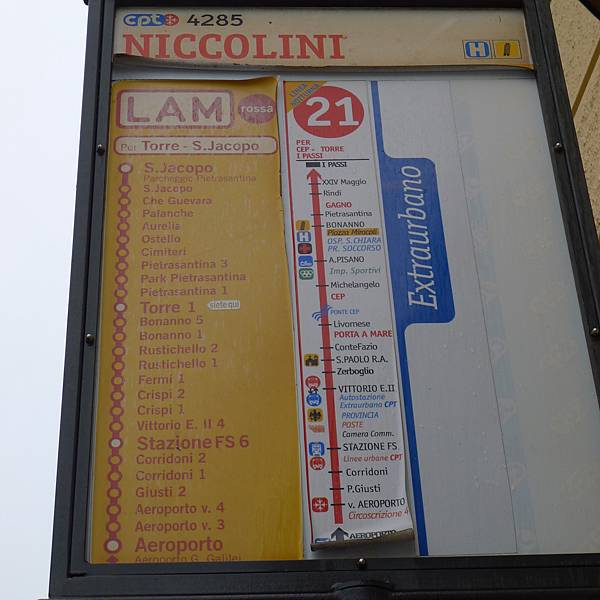 cpt 4285
NICCOLINI
H
LAM rossa
Per Torre - S.Jacopo
S.Jacopo
Parcheggio Pietrasantina
S.Jacopo
Che Guevara
Palanche
Aurelia
Ostello
Cimiteri
Pietrasantina 3
Park Pietrasantina
Pietrasantina 1
Torre 1 siete qui
Bonanno 5
Bonanno 1
Rustichello 2
Rustichello 1
Fermi 1
Crispi 2
Crispi 1
Vittorio E. II 4
Stazione FS 6
Corridoni 2
Corridoni 1
Giusti 2
Aeroporto v. 4
Aeroporto v. 3
Aeroporto
Aeroporto G. Galilei
LINEA NOTTURNA
21
PER
CEP - TORRE
I PASSI
I PASSI
XXIV Maggio
Rindi
GAGNO
Pietrasantina
BONANNO
Piazza Miracoli
H OSP. S.CHIARA
PR. SOCCORSO
A.PISANO
Imp. Sportivi
Michelangelo
CEP
PONTE CEP
Livornese
PORTA A MARE
ConteFazio
S.PAOLO R.A.
Zerboglio
VITTORIO E.II
Autostazione
Extraurbana CPT
PROVINCIA
POSTE
Camera Comm.
STAZIONE FS
Linee urbane CPT
Corridoni
P.Giusti
v. AEROPORTO
Circoscrizione 4
AEROPORTO
Extraurbano